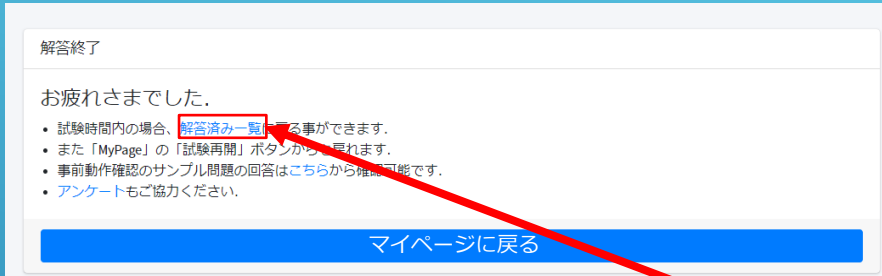 解答終了
お疲れさまでした.
• 試験時間内の場合、解答済み一覧に戻る事ができます.
• また「MyPage」の「試験再開」ボタンからも戻れます.
• 事前動作確認のサンプル問題の回答はこちらから確認可能です.
• アンケートもご協力ください.
マイページに戻る